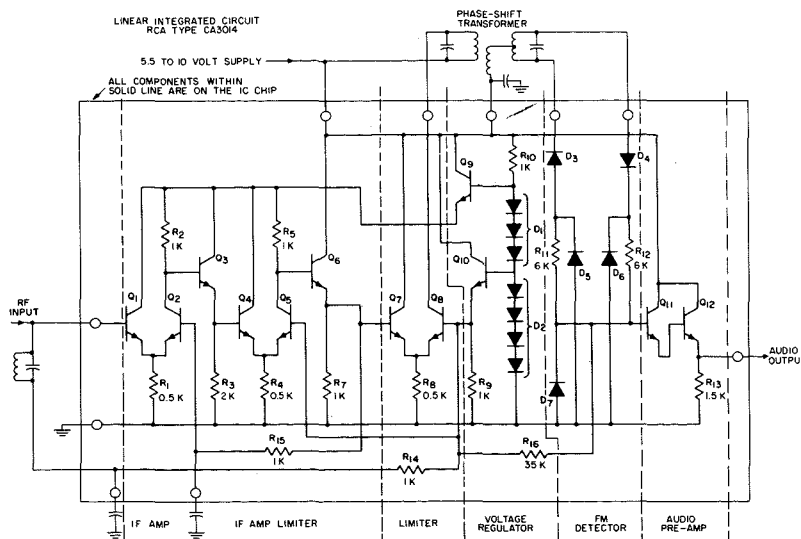 LINEAR INTEGRATED CIRCUIT
RCA TYPE CA3014
PHASE-SHIFT
TRANSFORMER
5.5 TO 10 VOLT SUPPLY
ALL COMPONENTS WITHIN
SOLID LINE ARE ON THE IC CHIP
Q9
R10
1K
D3
D4
R2
1K
R5
1K
Q3
Q6
D1
Q10
R11
6K
D5
D6
R12
6K
RF
INPUT
Q1
Q2
Q4
Q5
Q7
Q8
D2
Q11
Q12
AUDIO
OUTPUT
R1
0.5 K
R3
2K
R4
0.5 K
R7
1K
R8
0.5 K
R9
1K
D7
R13
1.5 K
R15
1K
R14
1K
R16
35 K
IF AMP
IF AMP LIMITER
LIMITER
VOLTAGE
REGULATOR
FM
DETECTOR
AUDIO
PRE-AMP